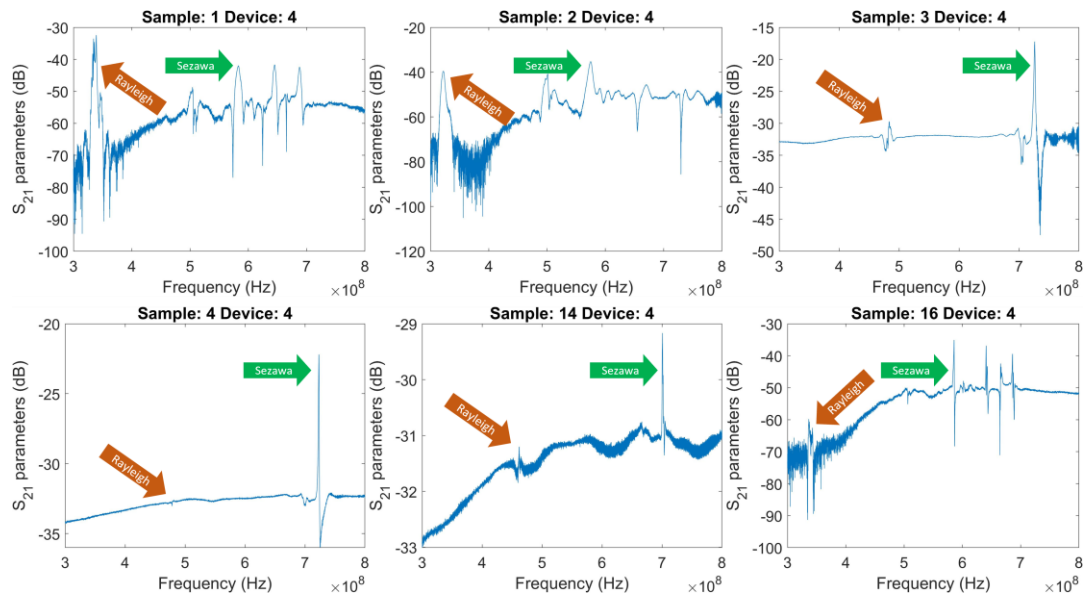 Sample: 1 Device: 4
S21 parameters (dB)
-30
-40
-50
-60
-70
-80
-90
-100
Rayleigh
Sezawa
3 4 5 6 7 8
Frequency (Hz) ×10^8
Sample: 2 Device: 4
S21 parameters (dB)
-20
-40
-60
-80
-100
-120
Rayleigh
Sezawa
3 4 5 6 7 8
Frequency (Hz) ×10^8
Sample: 3 Device: 4
S21 parameters (dB)
-15
-20
-25
-30
-35
-40
-45
-50
Rayleigh
Sezawa
3 4 5 6 7 8
Frequency (Hz) ×10^8
Sample: 4 Device: 4
S21 parameters (dB)
-20
-25
-30
-35
Rayleigh
Sezawa
3 4 5 6 7 8
Frequency (Hz) ×10^8
Sample: 14 Device: 4
S21 parameters (dB)
-29
-30
-31
-32
-33
Rayleigh
Sezawa
3 4 5 6 7 8
Frequency (Hz) ×10^8
Sample: 16 Device: 4
S21 parameters (dB)
-30
-40
-50
-60
-70
-80
-90
-100
Rayleigh
Sezawa
3 4 5 6 7 8
Frequency (Hz) ×10^8